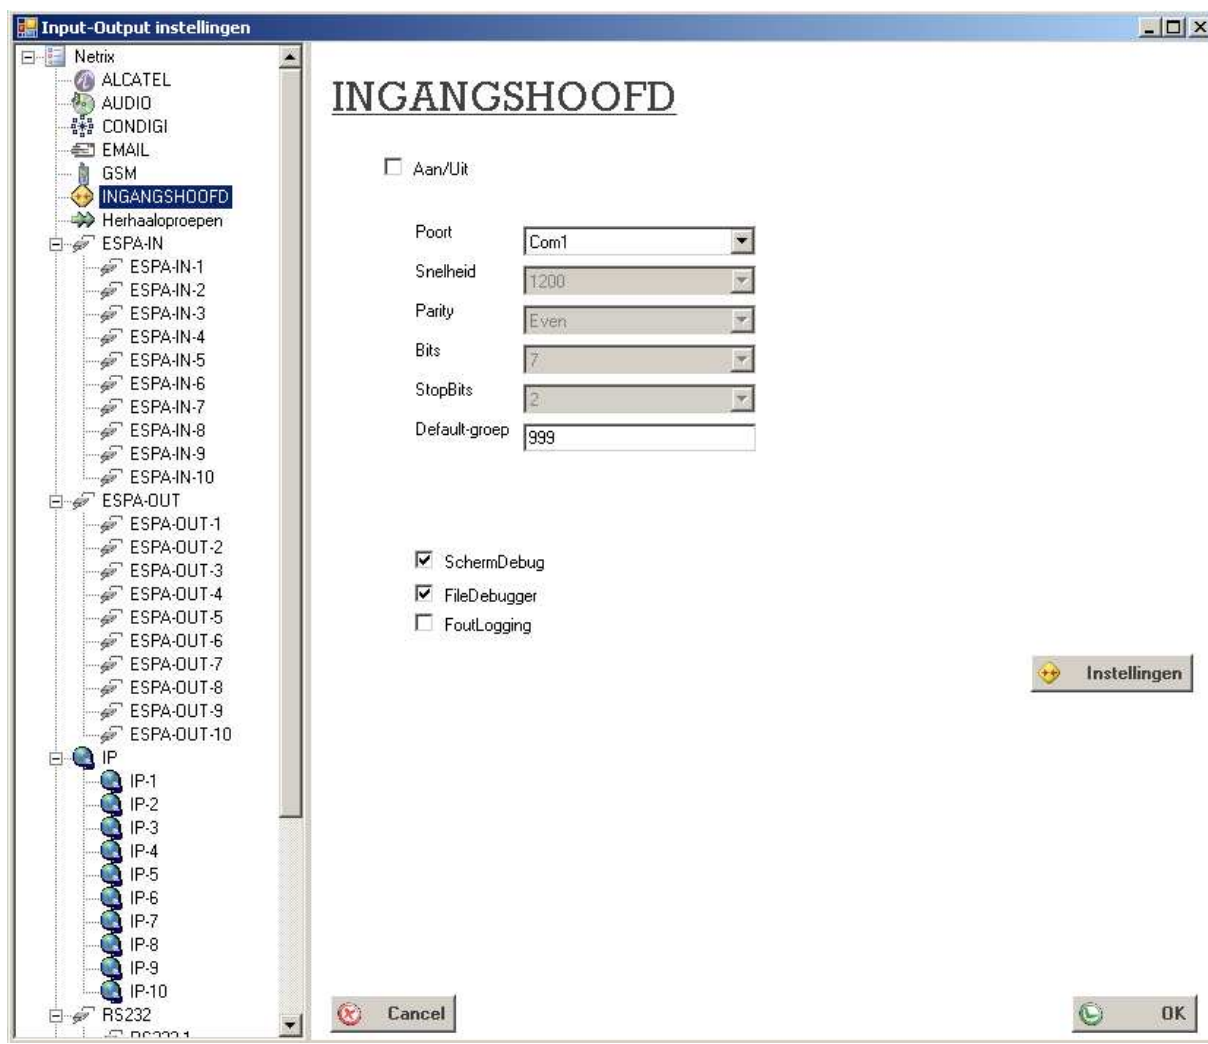 Input-Output instellingen
Netrix
ALCATEL
AUDIO
CONDIGI
EMAIL
GSM
INGANGSHOOFD
Herhaaloproepen
ESPA-IN
ESPA-IN-1
ESPA-IN-2
ESPA-IN-3
ESPA-IN-4
ESPA-IN-5
ESPA-IN-6
ESPA-IN-7
ESPA-IN-8
ESPA-IN-9
ESPA-IN-10
ESPA-OUT
ESPA-OUT-1
ESPA-OUT-2
ESPA-OUT-3
ESPA-OUT-4
ESPA-OUT-5
ESPA-OUT-6
ESPA-OUT-7
ESPA-OUT-8
ESPA-OUT-9
ESPA-OUT-10
IP
IP-1
IP-2
IP-3
IP-4
IP-5
IP-6
IP-7
IP-8
IP-9
IP-10
RS232
RS232-1
INGANGSHOOFD
Aan/Uit
Poort Com1
Snelheid 1200
Parity Even
Bits 7
StopBits 2
Default-groep 999
SchermDebug
FileDebugger
FoutLogging
Instellingen
Cancel
OK